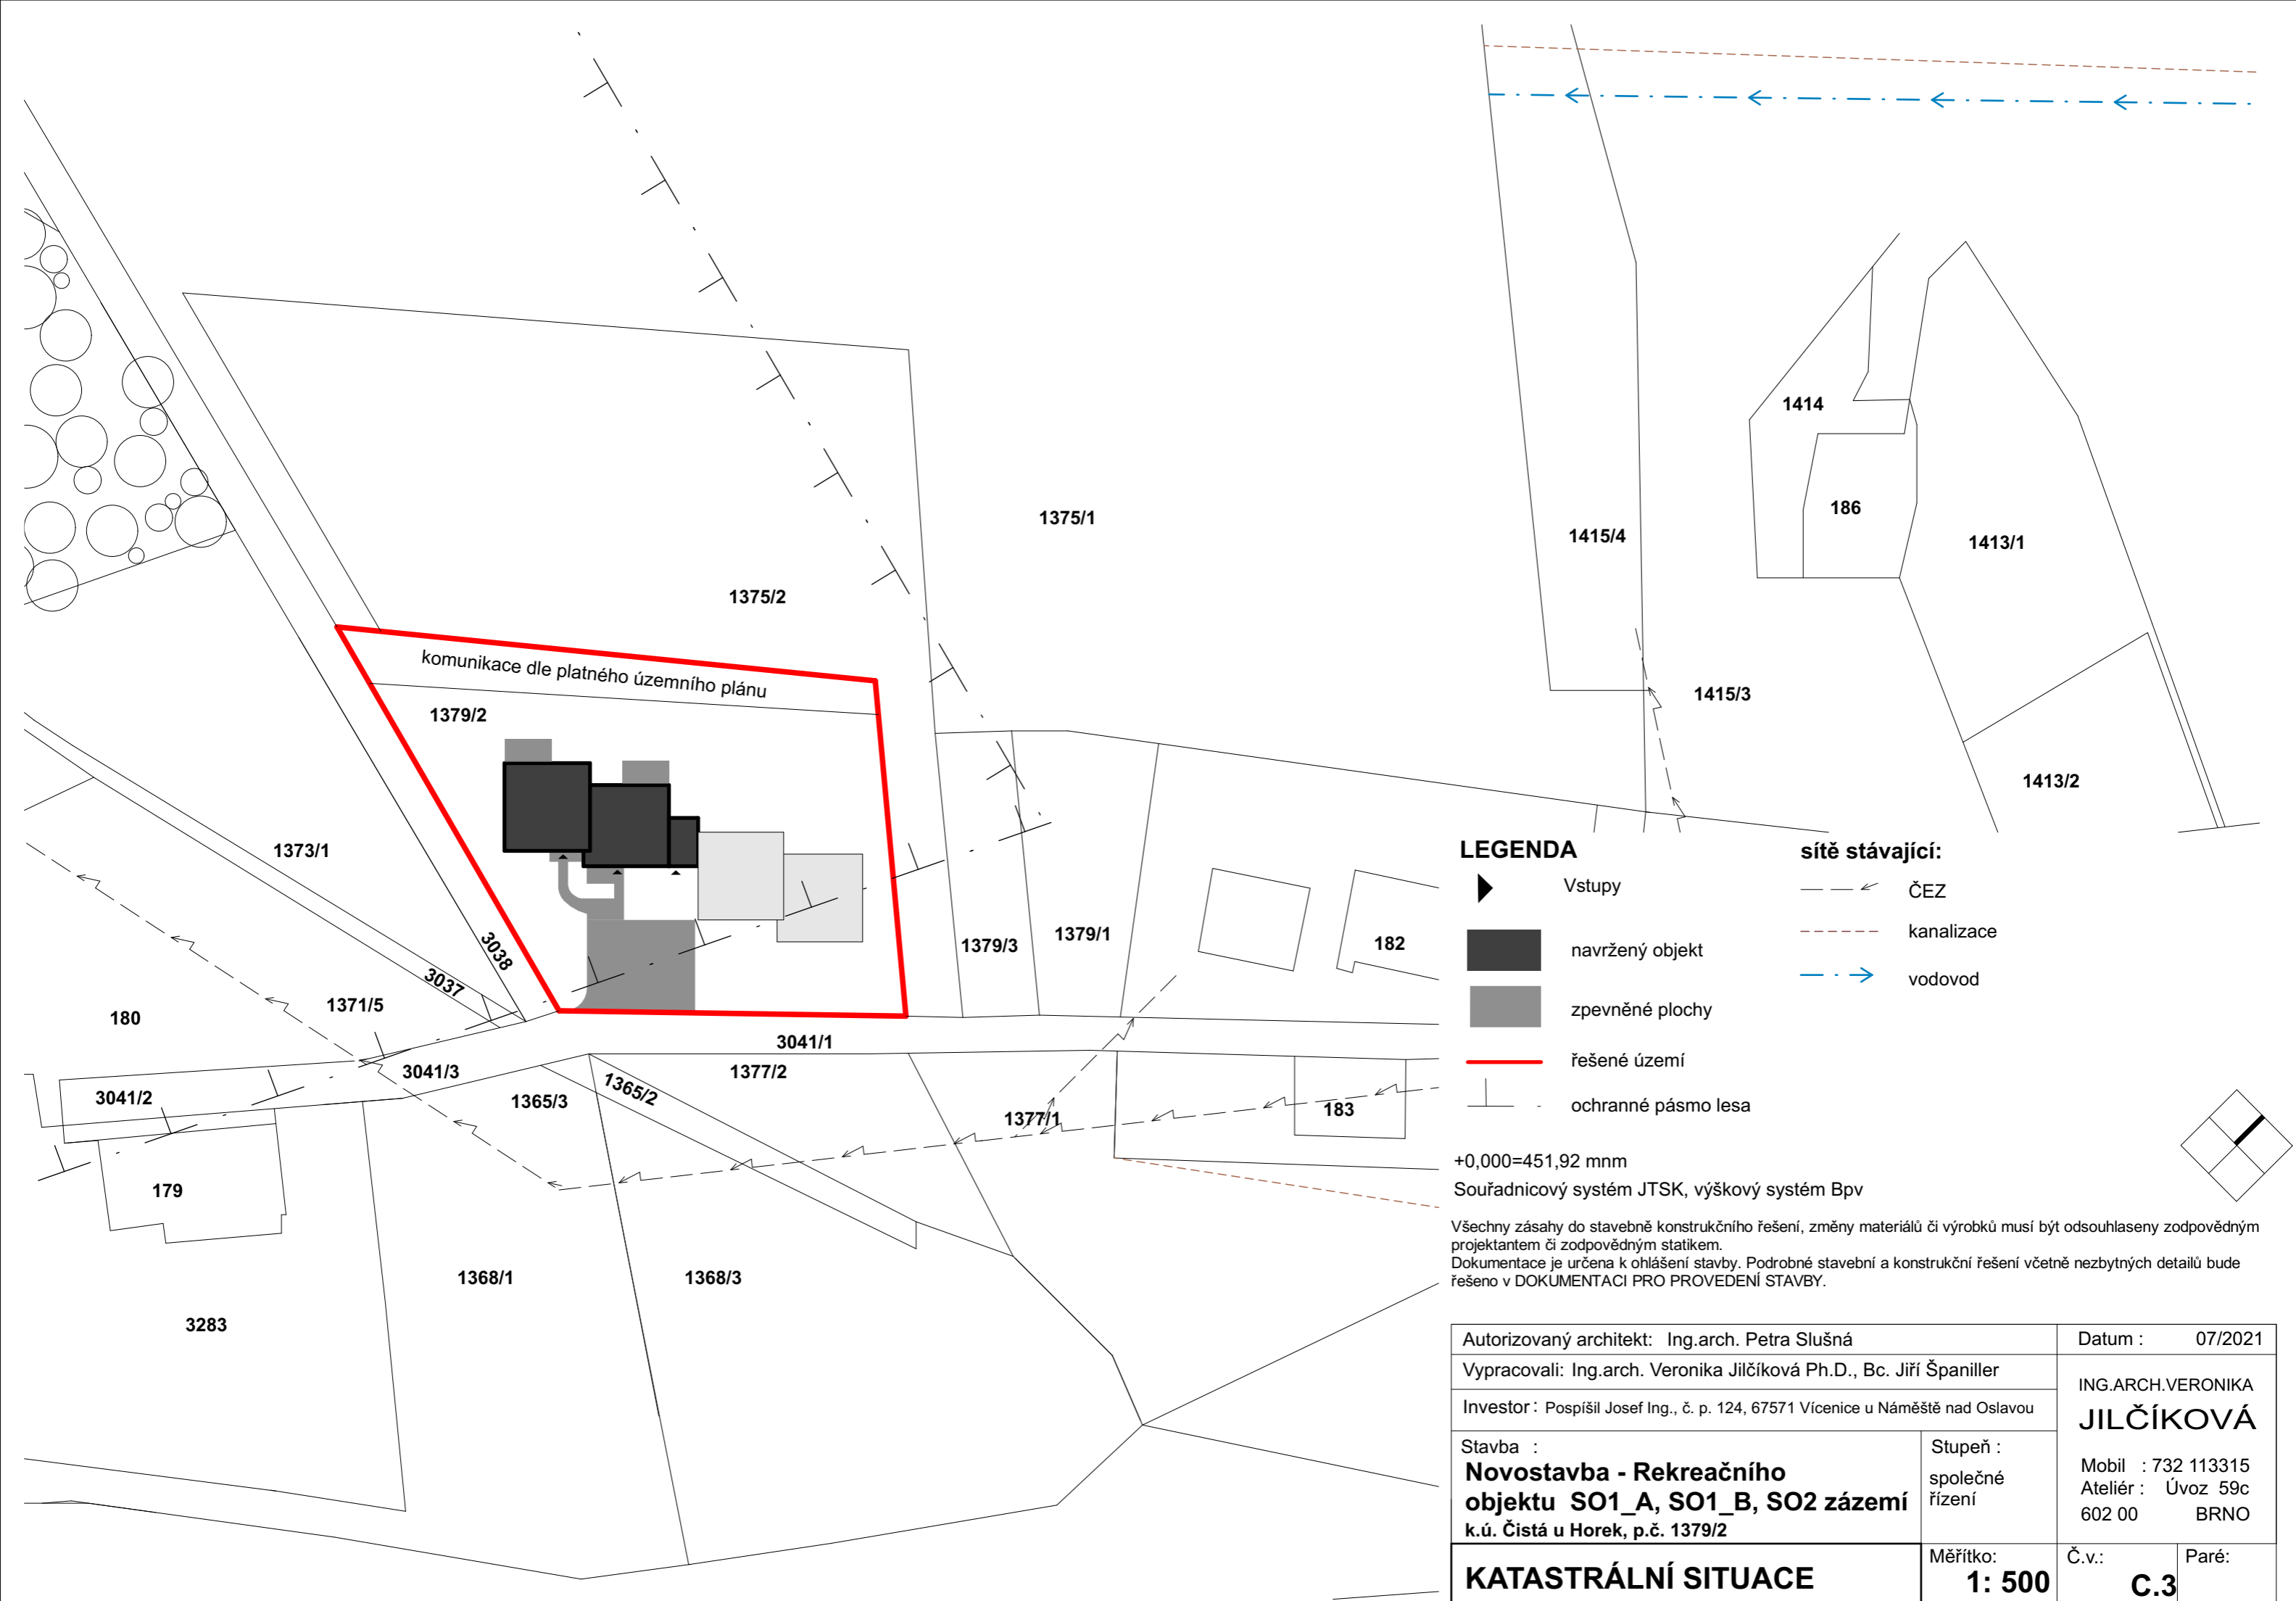 1414
186
1413/1
1415/4
1375/1
1375/2
komunikace dle platného územního plánu
1379/2
1415/3
1413/2
1373/1
3038
3037
1371/5
180
1379/3
1379/1
182
3041/1
3041/3
3041/2
1365/3
1365/2
1377/2
1377/1
183
179
1368/1
1368/3
3283
LEGENDA
Vstupy
navržený objekt
zpevněné plochy
řešené území
ochranné pásmo lesa
sítě stávající:
ČEZ
kanalizace
vodovod
+0,000=451,92 mnm
Souřadnicový systém JTSK, výškový systém Bpv
Všechny zásahy do stavebně konstrukčního řešení, změny materiálů či výrobků musí být odsouhlaseny zodpovědným
projektantem či zodpovědným statikem.
Dokumentace je určena k ohlášení stavby. Podrobné stavební a konstrukční řešení včetně nezbytných detailů bude
řešeno v DOKUMENTACI PRO PROVEDENÍ STAVBY.
Autorizovaný architekt: Ing.arch. Petra Slušná
Datum : 07/2021
Vypracovali: Ing.arch. Veronika Jilčíková Ph.D., Bc. Jiří Španiller
Investor : Pospíšil Josef Ing., č. p. 124, 67571 Vícenice u Náměště nad Oslavou
ING.ARCH.VERONIKA
JILČÍKOVÁ
Mobil : 732 113315
Ateliér : Úvoz 59c
602 00 BRNO
Stavba :
Novostavba - Rekreačního
objektu SO1_A, SO1_B, SO2 zázemí
k.ú. Čistá u Horek, p.č. 1379/2
Stupeň :
společné
řízení
KATASTRÁLNÍ SITUACE
Měřítko:
1: 500
Č.v.:
C.3
Paré: